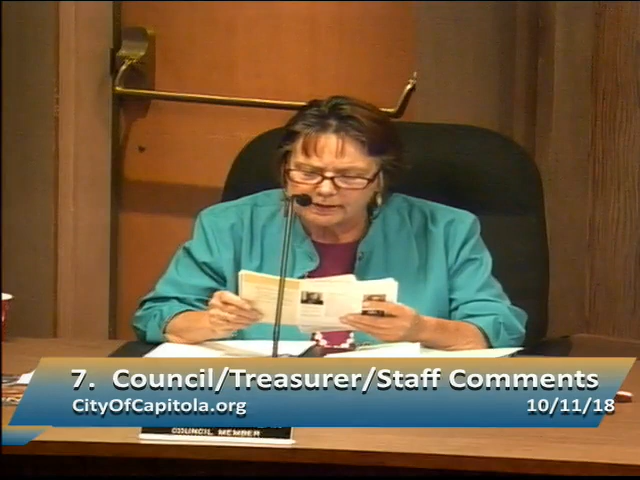 7. Council/Treasurer/Staff Comments
CityOfCapitola.org
10/11/18
COUNCIL MEMBER